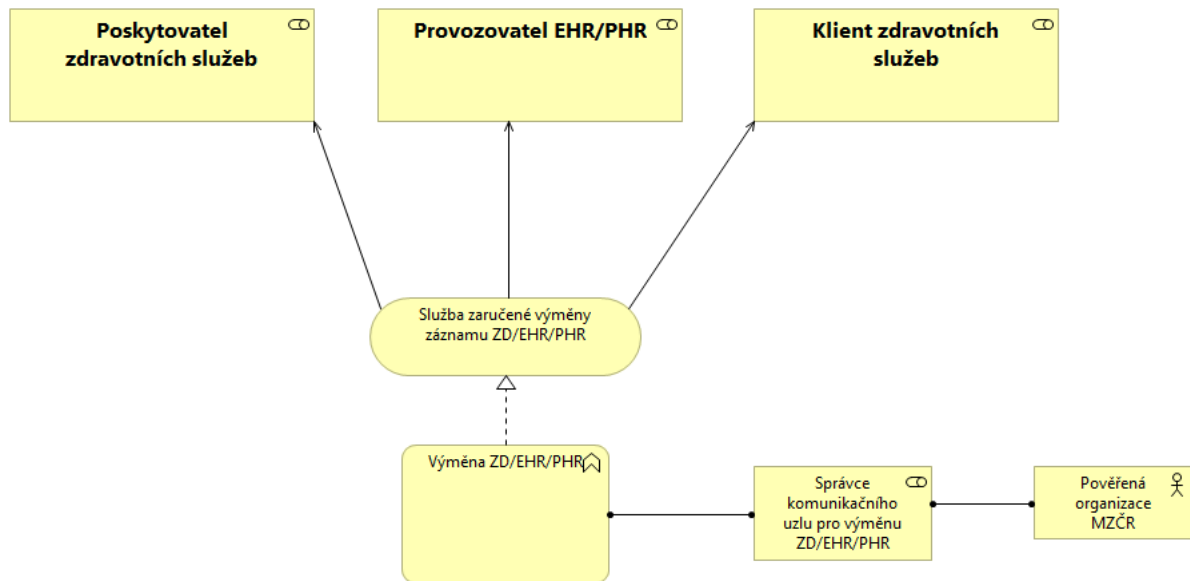 Poskytovatel
zdravotních služeb
Provozovatel EHR/PHR
Klient zdravotních
služeb
Služba zaručené výměny
záznamu ZD/EHR/PHR
Výměna ZD/EHR/PHR
Správce
komunikačního
uzlu pro výměnu
ZD/EHR/PHR
Pověřená
organizace
MZČR